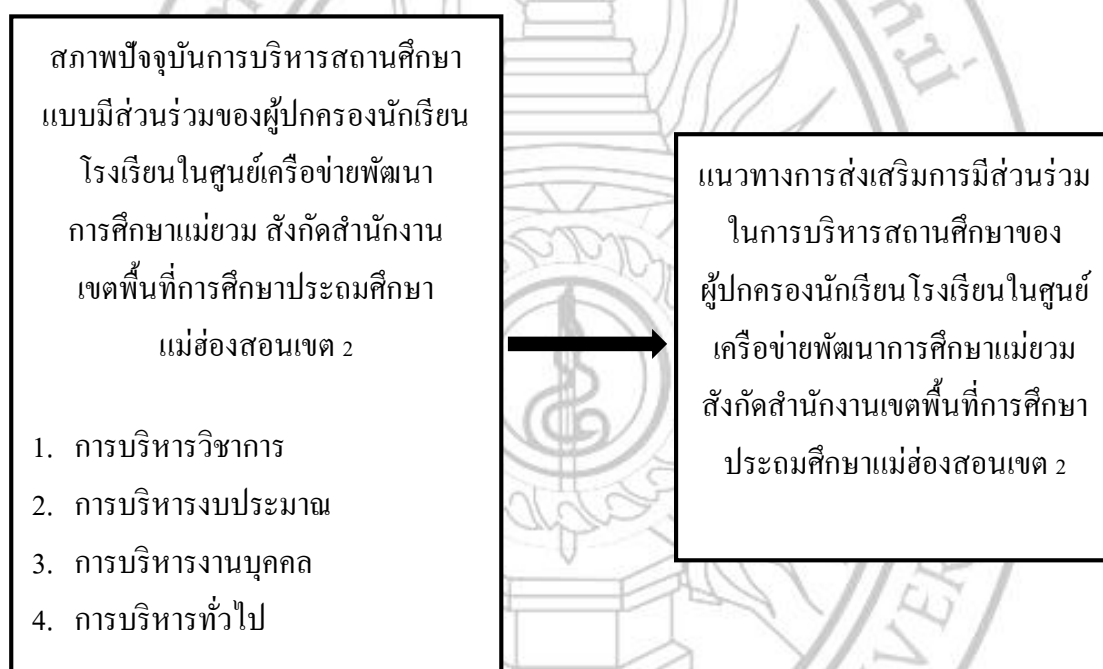 สภาพปัจจุบันการบริหารสถานศึกษา
แบบมีส่วนร่วมของผู้ปกครองนักเรียน
โรงเรียนในศูนย์เครือข่ายพัฒนา
การศึกษาแม่ยวม สังกัดสำนักงาน
เขตพื้นที่การศึกษาประถมศึกษา
แม่ฮ่องสอนเขต 2
1. การบริหารวิชาการ
2. การบริหารงบประมาณ
3. การบริหารงานบุคคล
4. การบริหารทั่วไป
แนวทางการส่งเสริมการมีส่วนร่วม
ในการบริหารสถานศึกษาของ
ผู้ปกครองนักเรียนโรงเรียนในศูนย์
เครือข่ายพัฒนาการศึกษาแม่ยวม
สังกัดสำนักงานเขตพื้นที่การศึกษา
ประถมศึกษาแม่ฮ่องสอนเขต 2